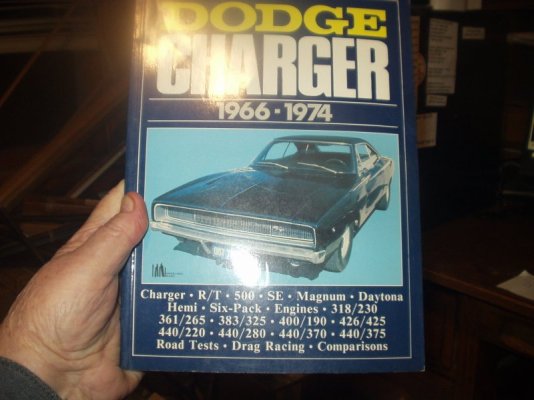 DODGE
CHARGER
1966 - 1974
Charger · R/T · 500 · SE · Magnum · Daytona
Hemi · Six-Pack · Engines · 318/230
361/265 · 383/325 · 400/190 · 426/425
440/220 · 440/280 · 440/370 · 440/375
Road Tests · Drag Racing · Comparisons